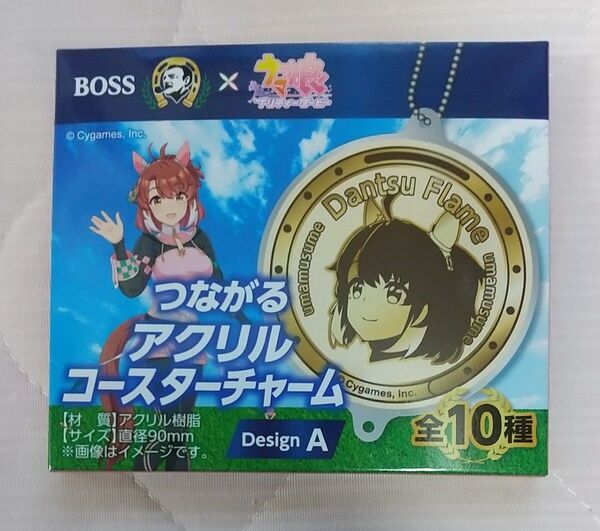 BOSS
×
ウマ娘
プリティーダービー
© Cygames, Inc.
Dantsu Flame
umamusume
umamusume
© Cygames, Inc.
つながる
アクリル
コースターチャーム
【材　質】アクリル樹脂
【サイズ】直径90mm
※画像はイメージです。
Design A
全10種